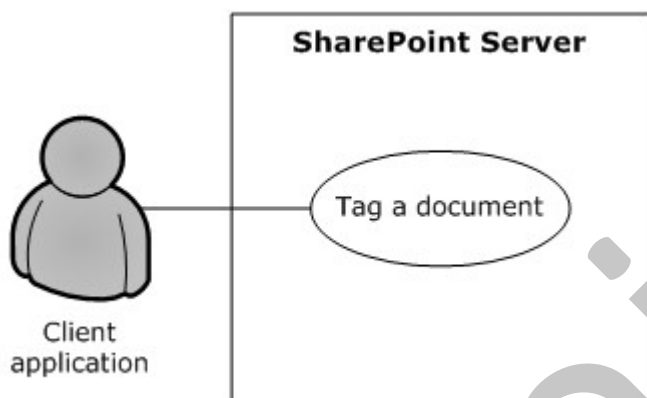 SharePoint Server
Tag a document
Client
application